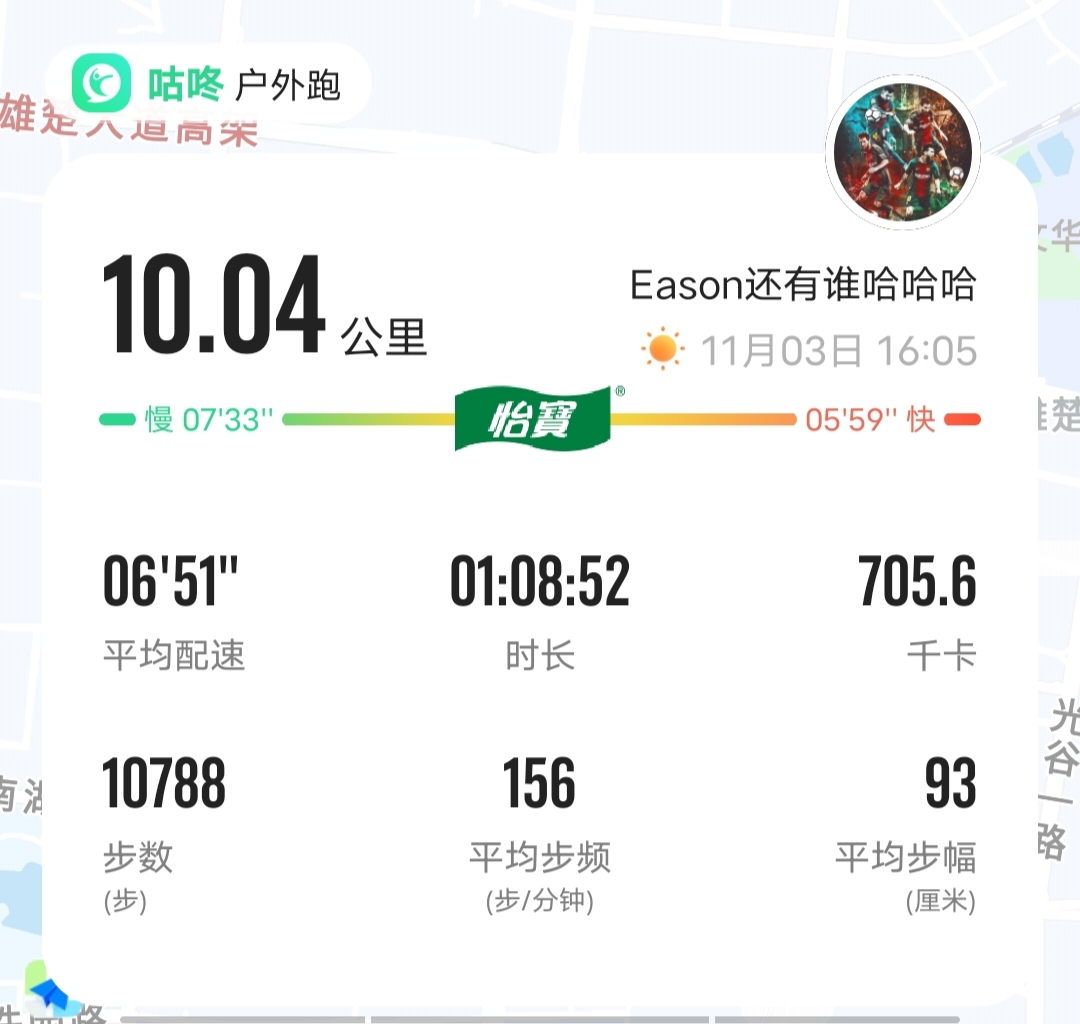 咕咚 户外跑
雄楚大道高架
10.04 公里
Eason还有谁哈哈哈
11月03日 16:05
慢 07'33''
怡寶
®
05'59'' 快
06'51"
01:08:52
705.6
平均配速
时长
千卡
10788
156
93
步数
平均步频
平均步幅
(步)
(步/分钟)
(厘米)
华
雄楚
光谷一路
南湖
路